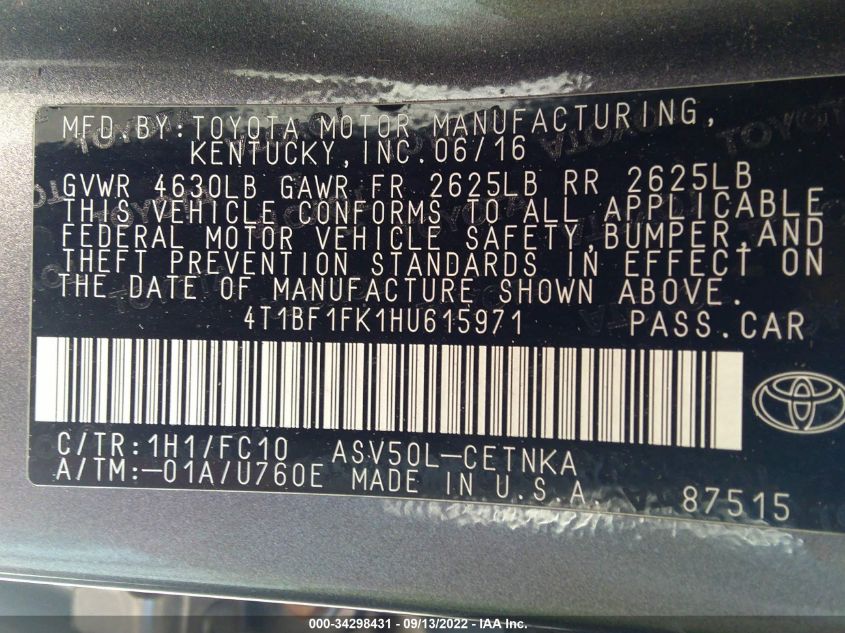 MFD.BY:TOYOTA MOTOR MANUFACTURING,
KENTUCKY,INC.06/16
GVWR 4630LB GAWR FR 2625LB RR 2625LB
THIS VEHICLE CONFORMS TO ALL APPLICABLE
FEDERAL MOTOR VEHICLE SAFETY,BUMPER,AND
THEFT PREVENTION STANDARDS IN EFFECT ON
THE DATE OF MANUFACTURE SHOWN ABOVE.
4T1BF1FK1HU615971 PASS.CAR
C/TR:1H1/FC10 ASV50L-CETNKA
A/TM:-01A/U760E MADE IN U.S.A. 87515
000-34298431 - 09/13/2022 - IAA Inc.